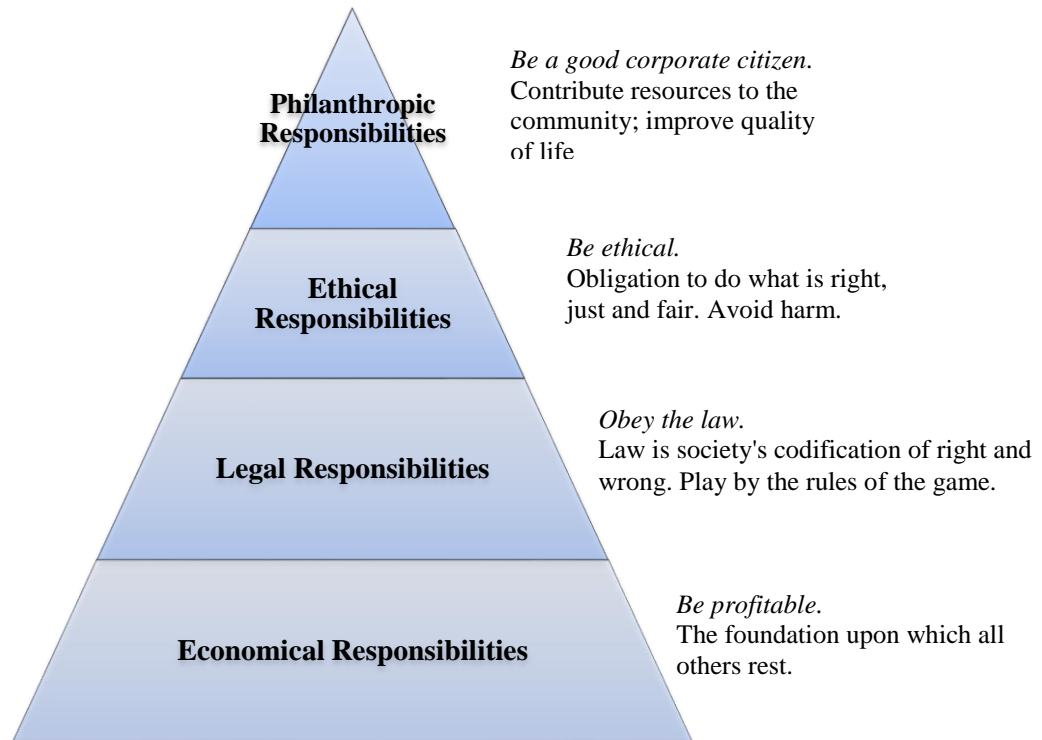 Philanthropic
Responsibilities
Be a good corporate citizen.
Contribute resources to the
community; improve quality
of life
Ethical
Responsibilities
Be ethical.
Obligation to do what is right,
just and fair. Avoid harm.
Legal Responsibilities
Obey the law.
Law is society's codification of right and
wrong. Play by the rules of the game.
Economical Responsibilities
Be profitable.
The foundation upon which all
others rest.